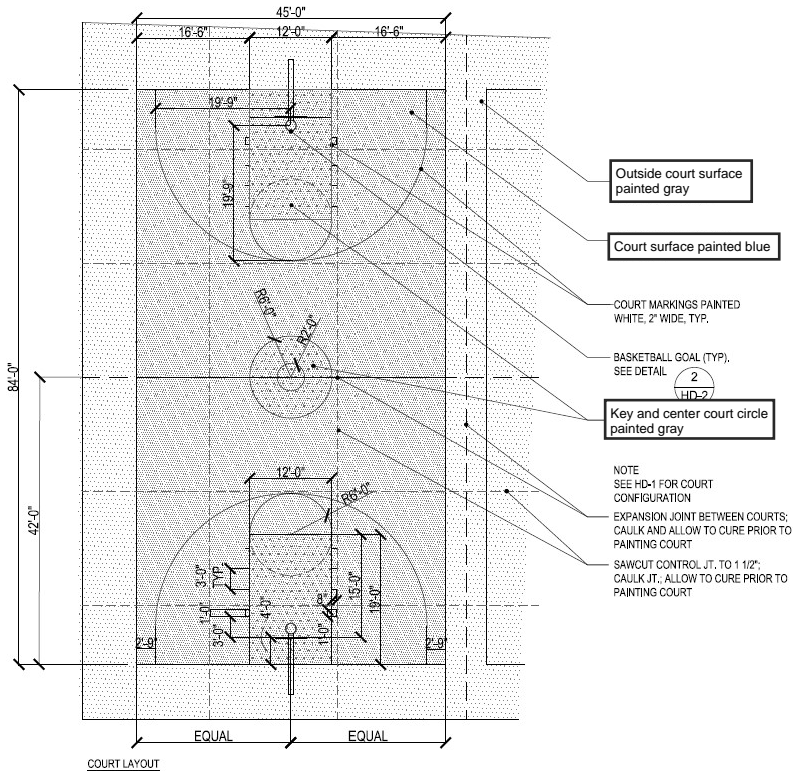 45'-0"
16'-6" 12'-0" 16'-6"
19'-9"
19'-9"
Outside court surface
painted gray
Court surface painted blue
COURT MARKINGS PAINTED
WHITE, 2" WIDE, TYP.
R6'-0"
R2'-0"
BASKETBALL GOAL (TYP).
SEE DETAIL
2
HD-2
84'-0"
Key and center court circle
painted gray
NOTE
SEE HD-1 FOR COURT
CONFIGURATION
12'-0"
R6'-0"
42'-0"
EXPANSION JOINT BETWEEN COURTS;
CAULK AND ALLOW TO CURE PRIOR TO
PAINTING COURT
SAWCUT CONTROL JT. TO 1 1/2";
CAULK JT.; ALLOW TO CURE PRIOR TO
PAINTING COURT
3'-0"
TYP.
15'-0"
19'-0"
8"
1'-0"
4'-0"
3'-0"
1'-0"
2'-9"
2'-9"
EQUAL EQUAL
COURT LAYOUT